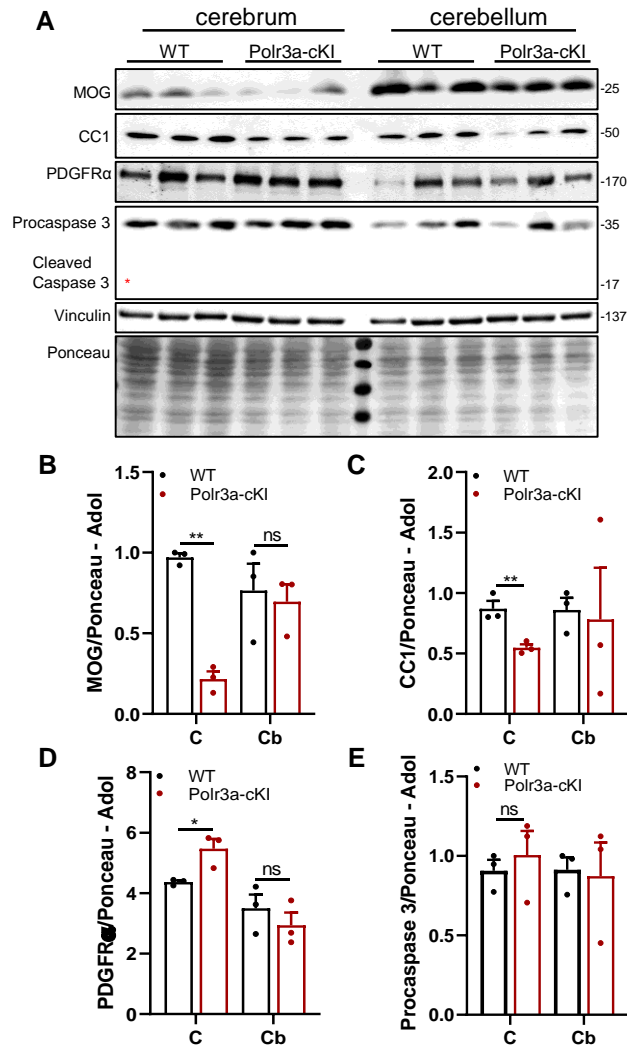 A
cerebrum
cerebellum
WT
Polr3a-cKI
WT
Polr3a-cKI
MOG
-25
CC1
-50
PDGFRα
-170
Procaspase 3
-35
Cleaved
Caspase 3
*
-17
Vinculin
-137
Ponceau
B
WT
Polr3a-cKI
MOG/Ponceau - Adol
1.5
1.0
0.5
0.0
**
ns
C
Cb
C
WT
Polr3a-cKI
CC1/Ponceau - Adol
2.0
1.5
1.0
0.5
0.0
**
C
Cb
D
WT
Polr3a-cKI
PDGFRα/Ponceau - Adol
8
6
4
2
0
*
ns
C
Cb
E
WT
Polr3a-cKI
Procaspase 3/Ponceau - Adol
1.5
1.0
0.5
0.0
ns
C
Cb